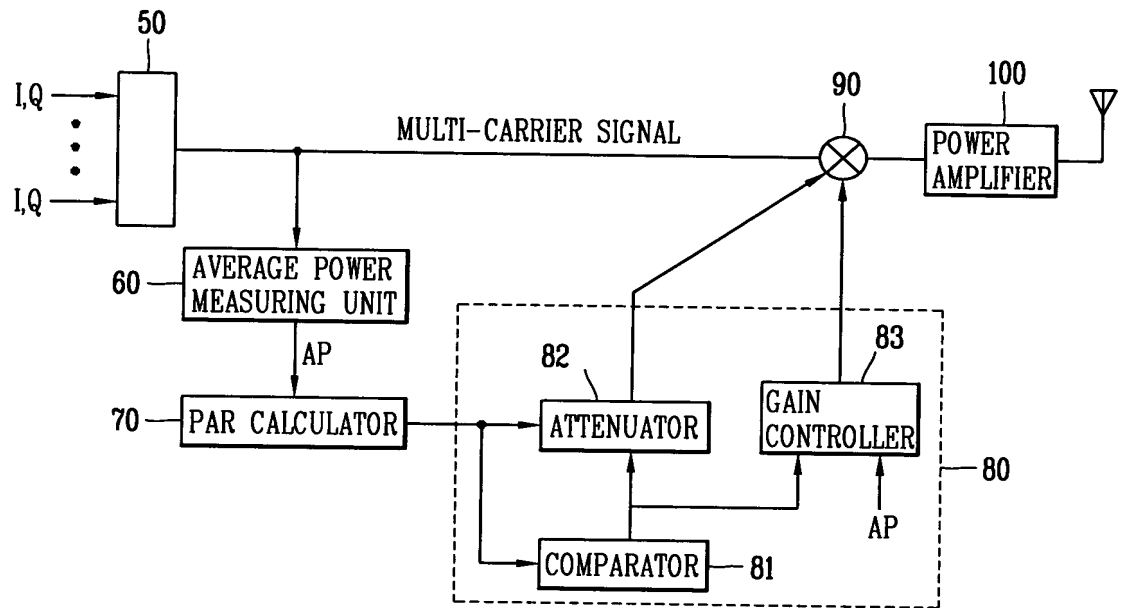 50
I,Q
I,Q
MULTI-CARRIER SIGNAL
90
100
POWER
AMPLIFIER
60
AVERAGE POWER
MEASURING UNIT
AP
70
PAR CALCULATOR
82
ATTENUATOR
83
GAIN
CONTROLLER
80
AP
COMPARATOR
81